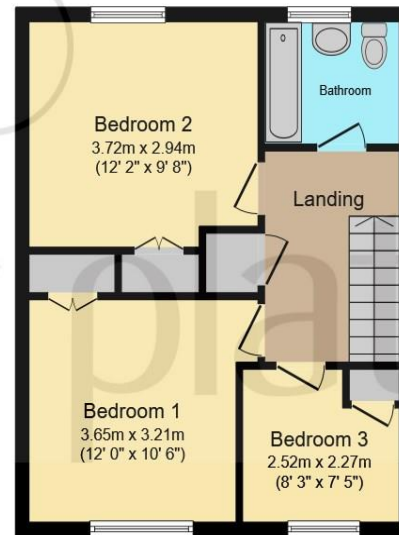 Bathroom
Bedroom 2
3.72m x 2.94m
(12' 2" x 9' 8")
Landing
Bedroom 1
3.65m x 3.21m
(12' 0" x 10' 6")
Bedroom 3
2.52m x 2.27m
(8' 3" x 7' 5")
plat